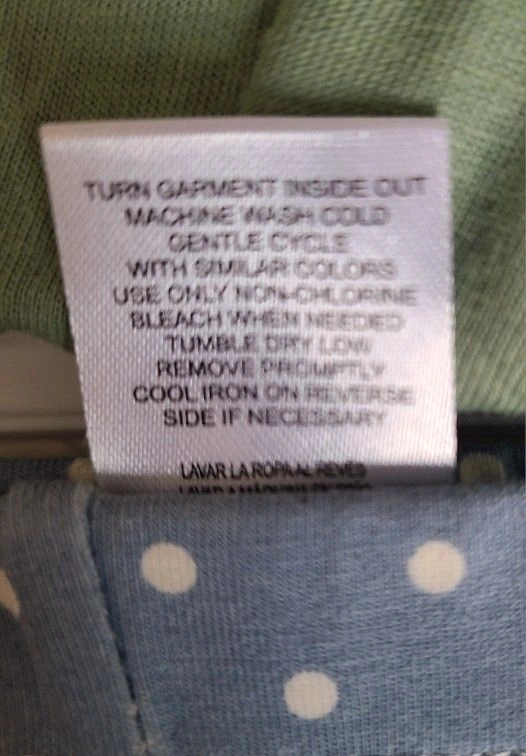 TURN GARMENT INSIDE OUT
MACHINE WASH COLD
GENTLE CYCLE
WITH SIMILAR COLORS
USE ONLY NON-CHLORINE
BLEACH WHEN NEEDED
TUMBLE DRY LOW
REMOVE PROMPTLY
COOL IRON ON REVERSE
SIDE IF NECESSARY
LAVAR LA ROPA AL REVES